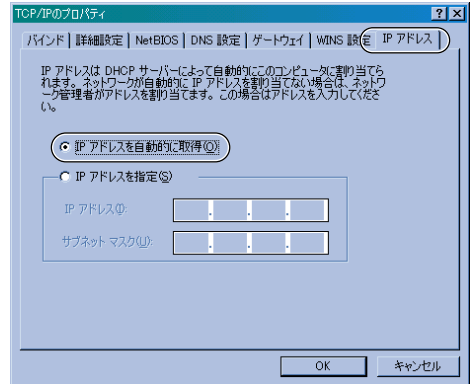 TCP/IPのプロパティ
バインド 詳細設定 NetBIOS DNS 設定 ゲートウェイ WINS 設定 IP アドレス
IP アドレスは DHCP サーバーによって自動的にこのコンピュータに割り当てら
れます。ネットワークが自動的に IP アドレスを割り当てない場合は、ネットワ
ーク管理者がアドレスを割り当てます。この場合はアドレスを入力してくださ
い。
IP アドレスを自動的に取得(O)
IP アドレスを指定(S)
IP アドレス(I):
サブネット マスク(U):
OK キャンセル